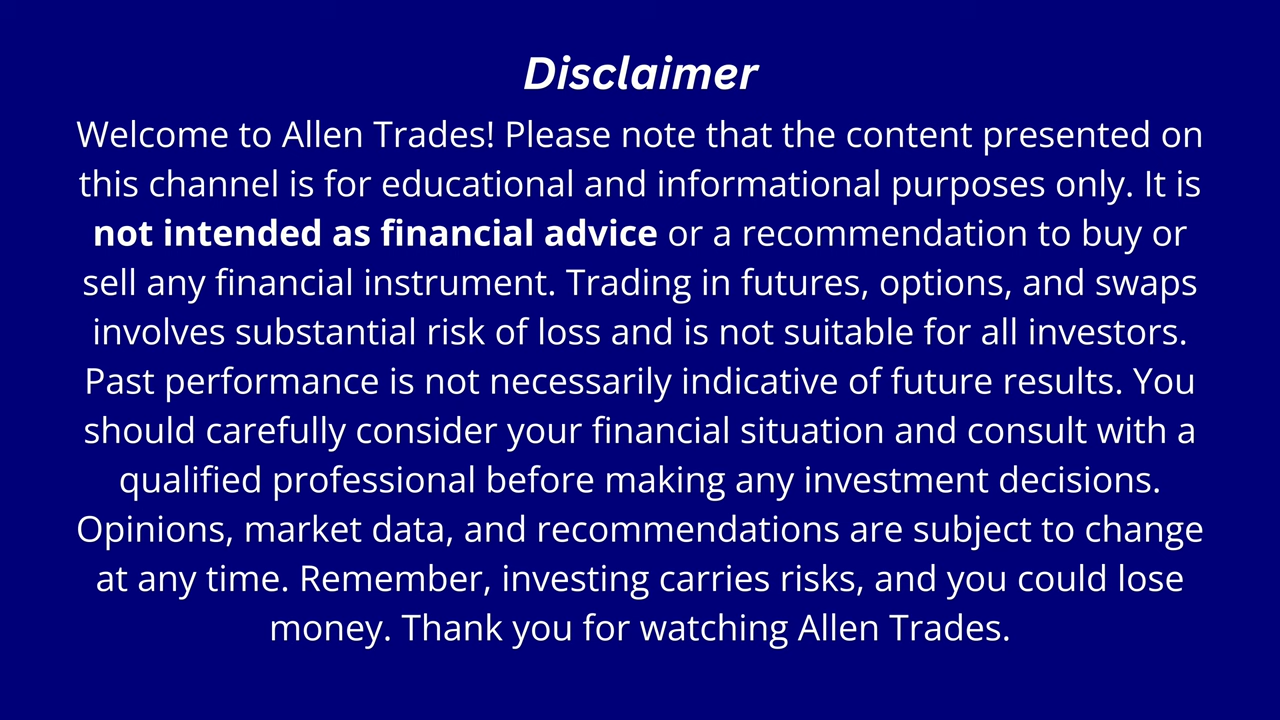 Disclaimer
Welcome to Allen Trades! Please note that the content presented on
this channel is for educational and informational purposes only. It is
not intended as financial advice or a recommendation to buy or
sell any financial instrument. Trading in futures, options, and swaps
involves substantial risk of loss and is not suitable for all investors.
Past performance is not necessarily indicative of future results. You
should carefully consider your financial situation and consult with a
qualified professional before making any investment decisions.
Opinions, market data, and recommendations are subject to change
at any time. Remember, investing carries risks, and you could lose
money. Thank you for watching Allen Trades.